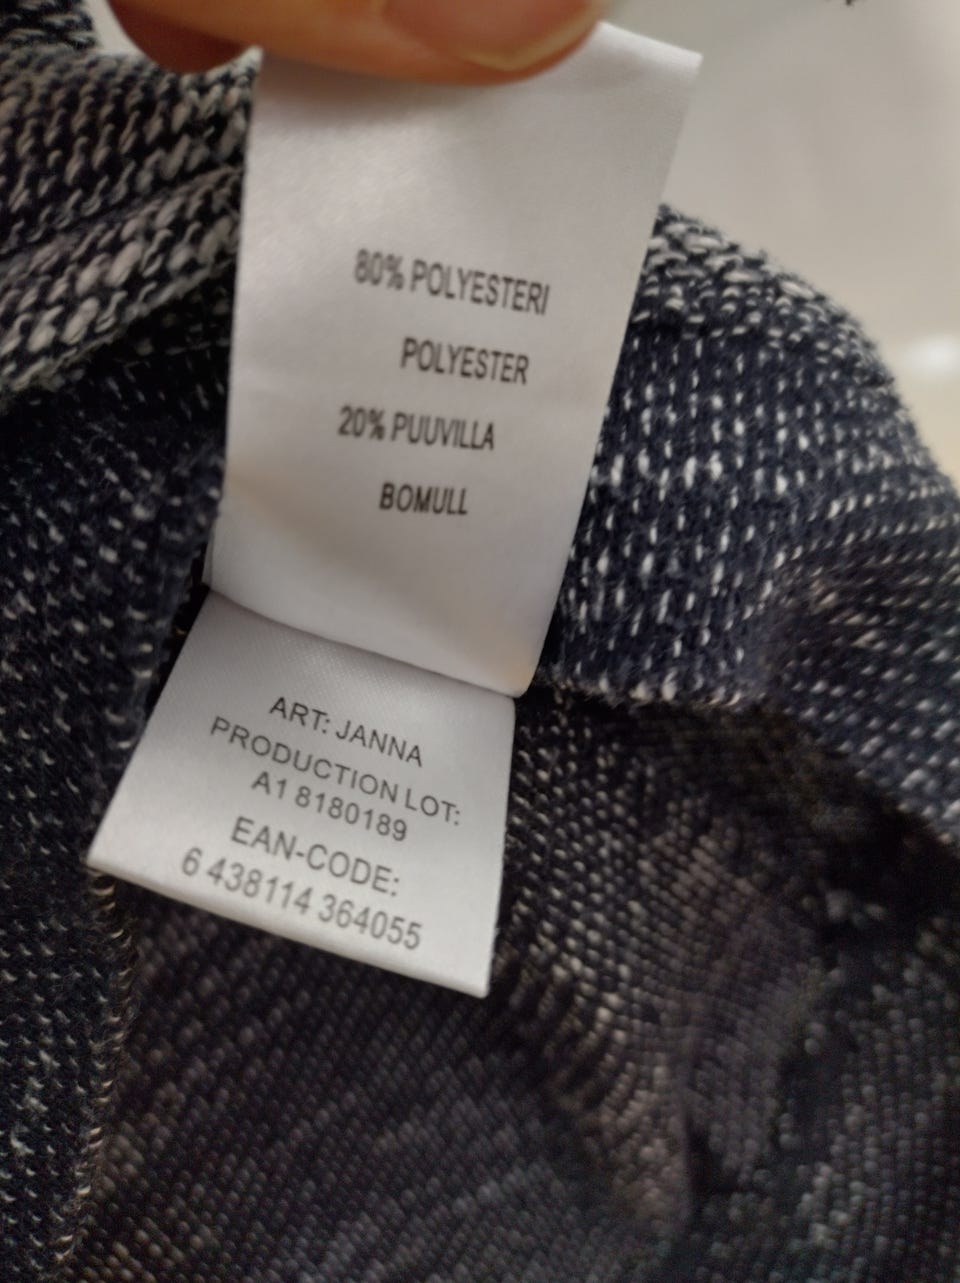 80% POLYESTERI
POLYESTER
20% PUUVILLA
BOMULL
ART: JANNA
PRODUCTION LOT:
A1 8180189
EAN-CODE:
6 438114 364055